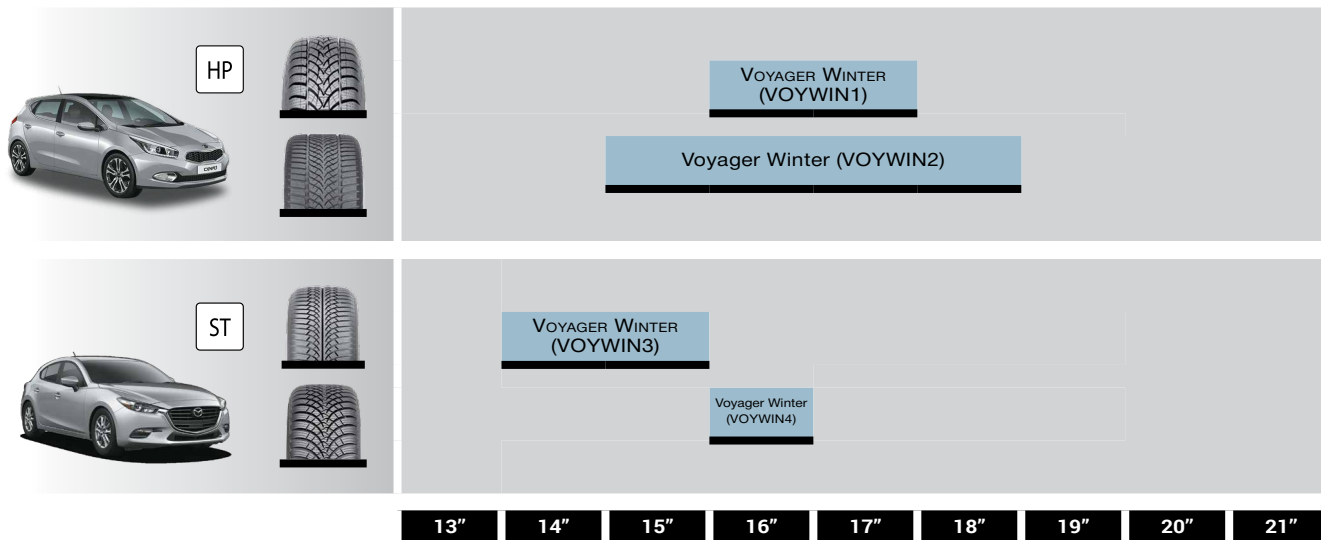 HP
VOYAGER WINTER
(VOYWIN1)
Voyager Winter (VOYWIN2)
ST
VOYAGER WINTER
(VOYWIN3)
Voyager Winter
(VOYWIN4)
13” 14” 15” 16” 17” 18” 19” 20” 21”